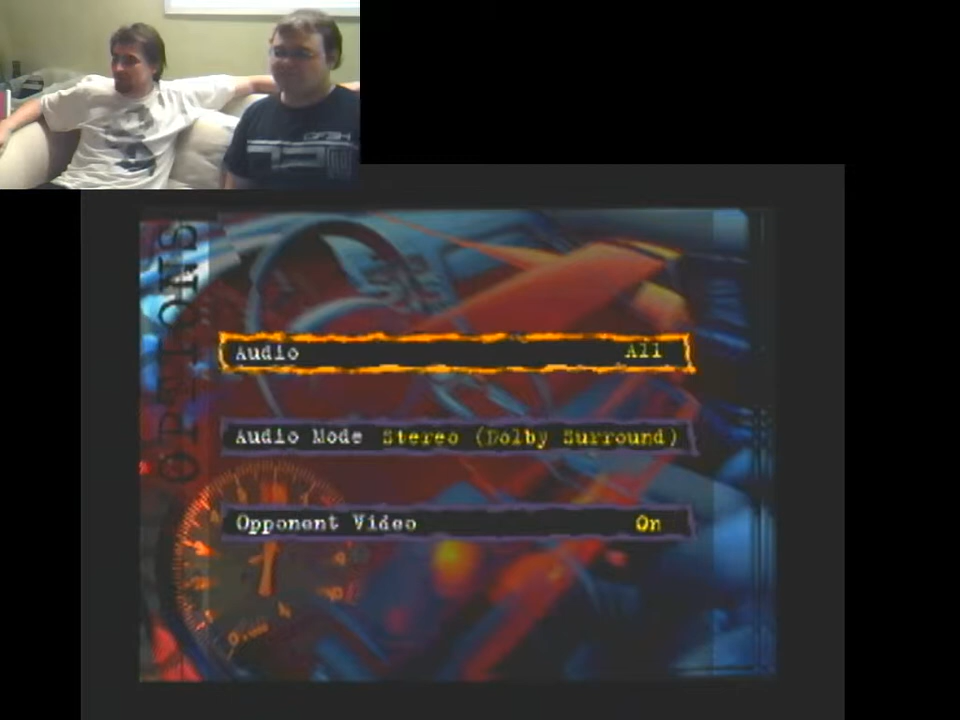 OPTIONS
Audio All
Audio Mode Stereo (Dolby Surround)
Opponent Video On